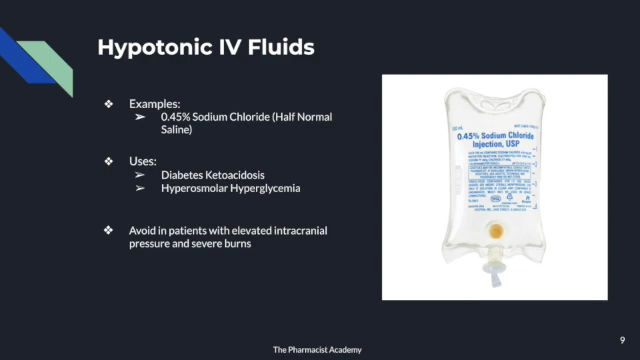 Hypotonic IV Fluids
Examples:
0.45% Sodium Chloride (Half Normal
Saline)
Uses:
Diabetes Ketoacidosis
Hyperosmolar Hyperglycemia
Avoid in patients with elevated intracranial
pressure and severe burns
0.45% Sodium Chloride
Injection, USP
The Pharmacist Academy
9